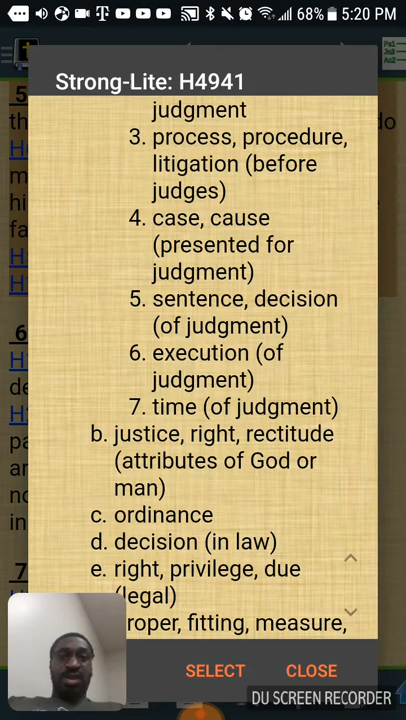 68% 5:20 PM
Strong-Lite: H4941
judgment
3. process, procedure,
litigation (before
judges)
4. case, cause
(presented for
judgment)
5. sentence, decision
(of judgment)
6. execution (of
judgment)
7. time (of judgment)
b. justice, right, rectitude
(attributes of God or
man)
c. ordinance
d. decision (in law)
e. right, privilege, due
(legal)
roper, fitting, measure,
SELECT CLOSE
DU SCREEN RECORDER